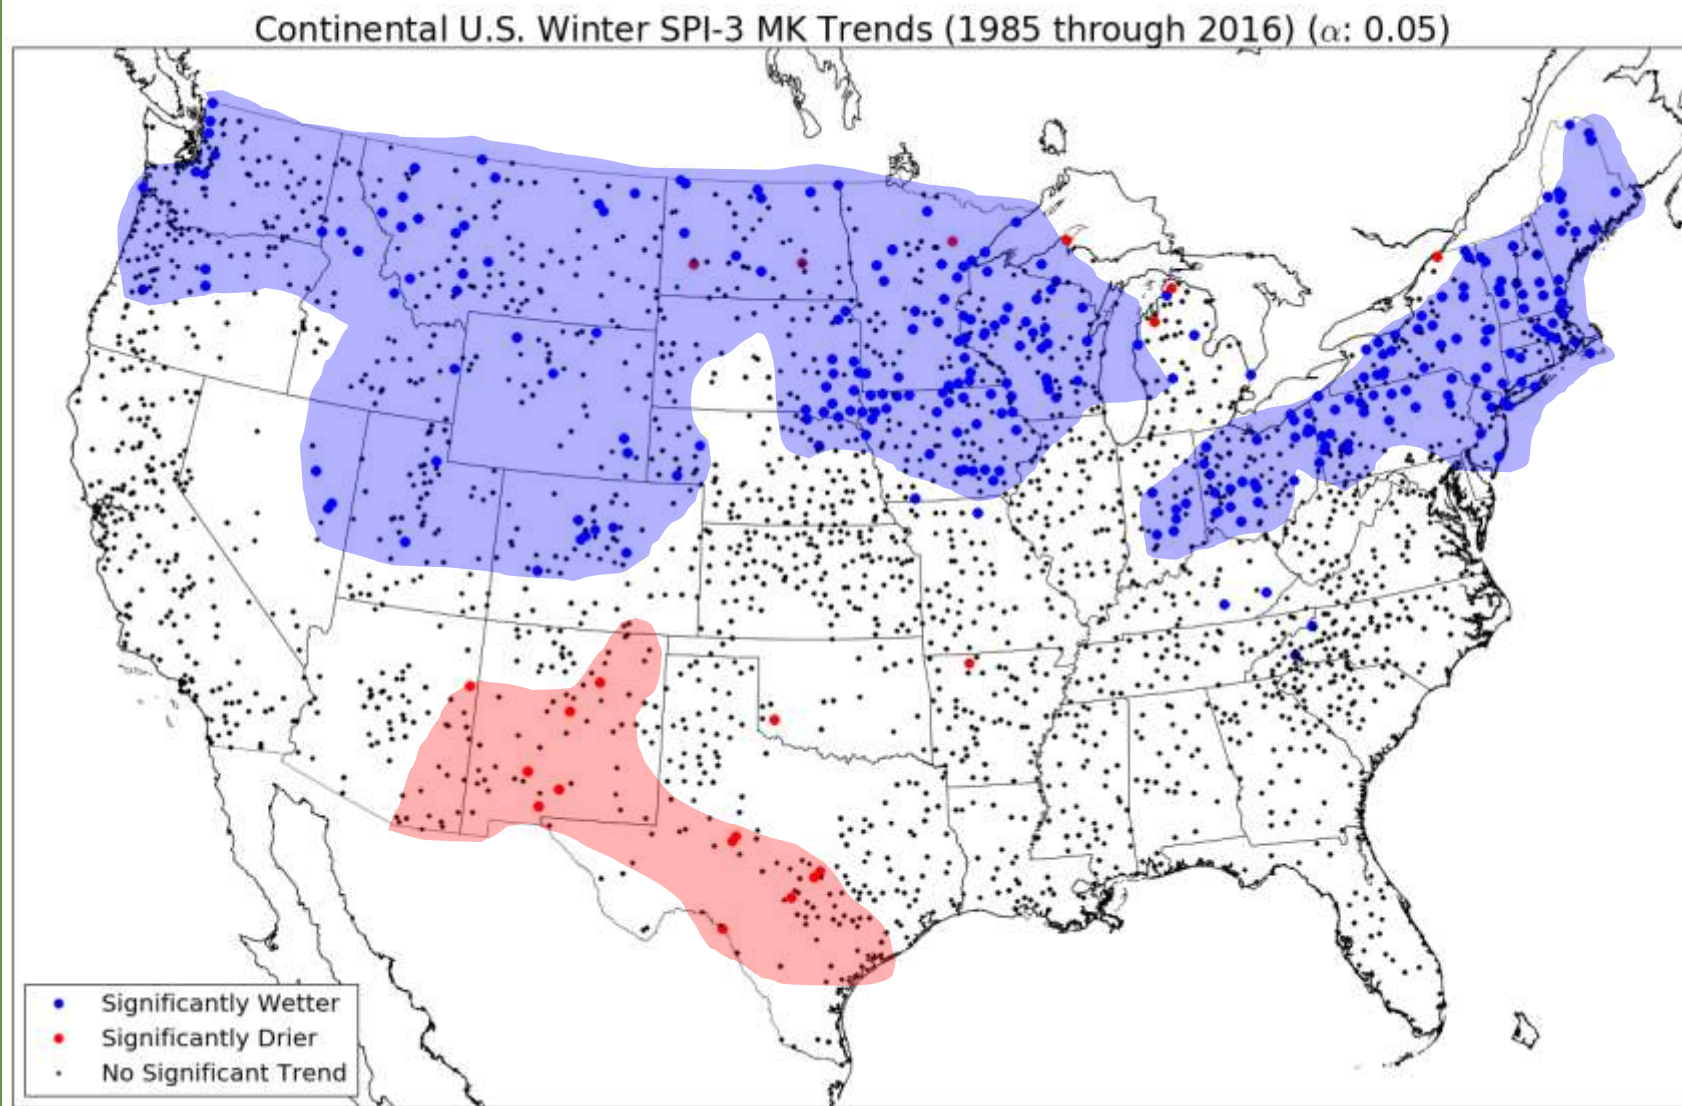 Continental U.S. Winter SPI-3 MK Trends (1985 through 2016) (α: 0.05)
Significantly Wetter
Significantly Drier
No Significant Trend